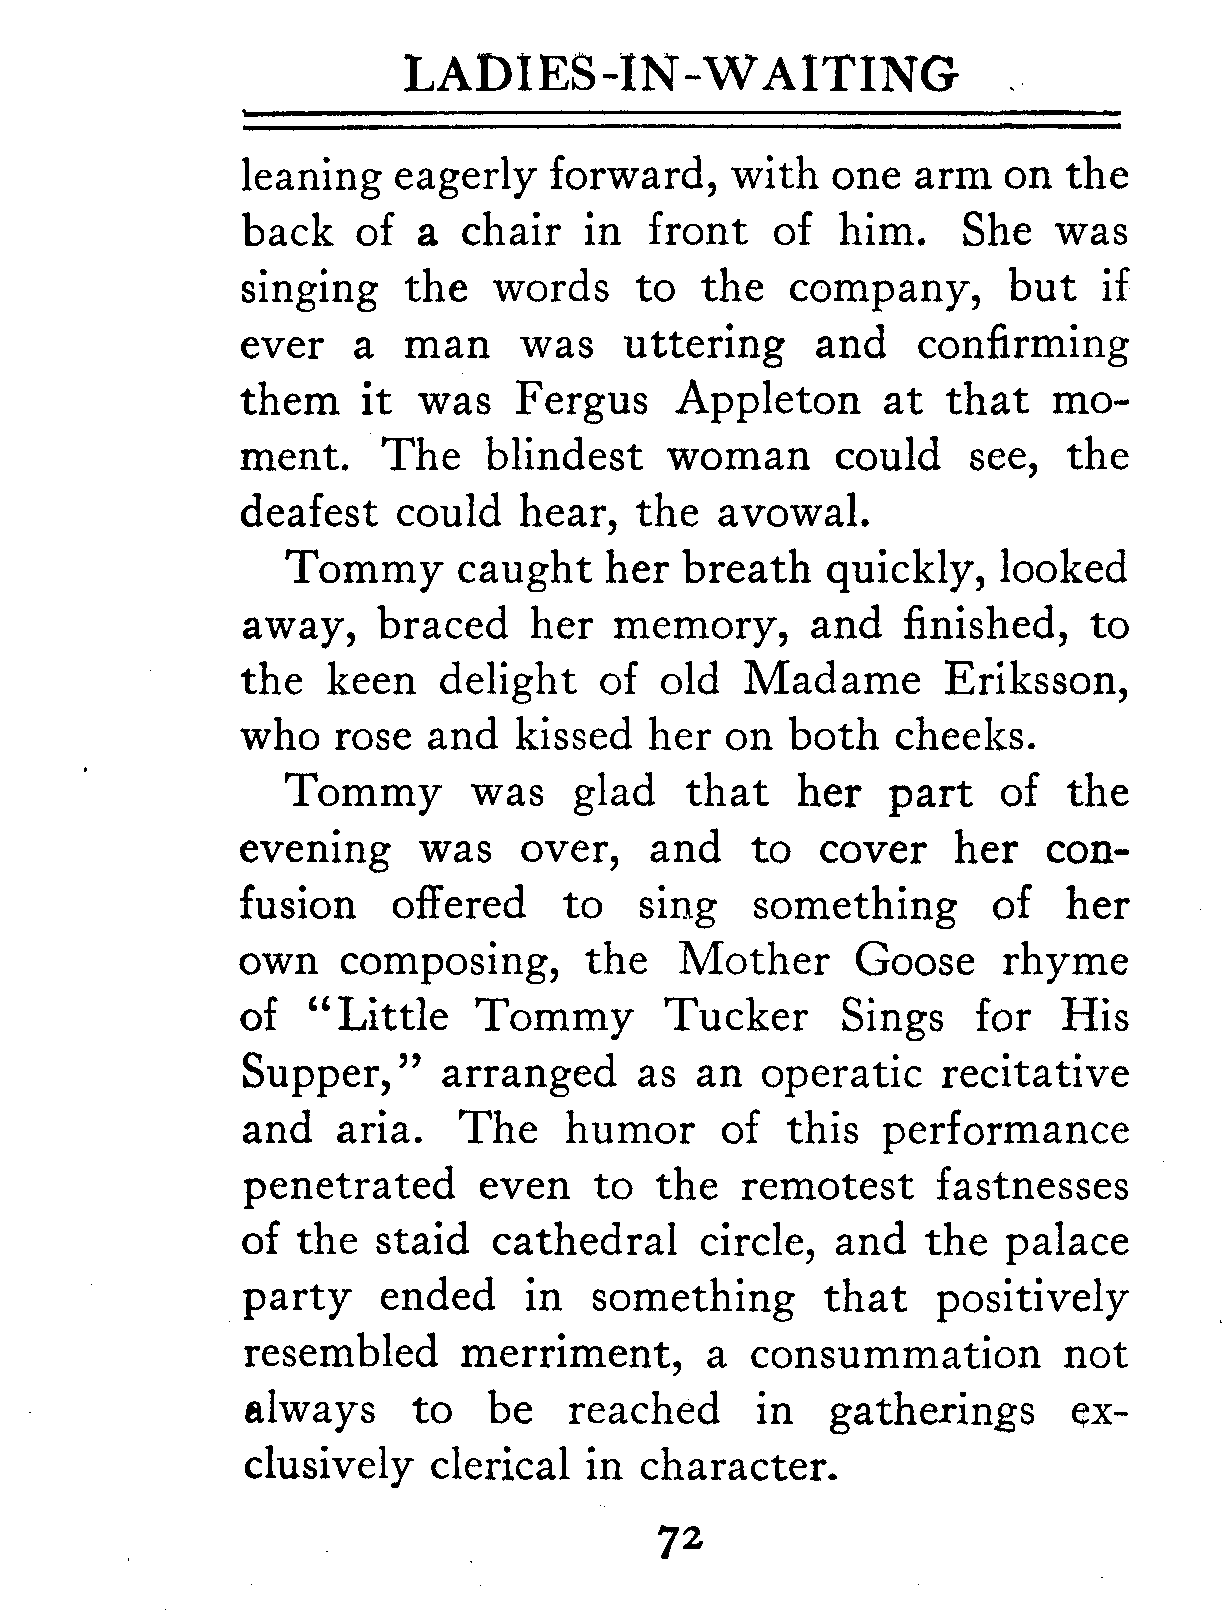 LADIES-IN-WAITING
leaning eagerly forward, with one arm on the
back of a chair in front of him. She was
singing the words to the company, but if
ever a man was uttering and confirming
them it was Fergus Appleton at that mo-
ment. The blindest woman could see, the
deafest could hear, the avowal.
Tommy caught her breath quickly, looked
away, braced her memory, and finished, to
the keen delight of old Madame Eriksson,
who rose and kissed her on both cheeks.
Tommy was glad that her part of the
evening was over, and to cover her con-
fusion offered to sing something of her
own composing, the Mother Goose rhyme
of “Little Tommy Tucker Sings for His
Supper,” arranged as an operatic recitative
and aria. The humor of this performance
penetrated even to the remotest fastnesses
of the staid cathedral circle, and the palace
party ended in something that positively
resembled merriment, a consummation not
always to be reached in gatherings ex-
clusively clerical in character.
72